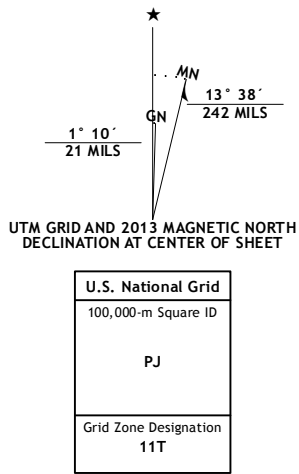 ★
MN
GN
13° 38´
242 MILS
1° 10´
21 MILS
UTM GRID AND 2013 MAGNETIC NORTH
DECLINATION AT CENTER OF SHEET
U.S. National Grid
100,000-m Square ID
PJ
Grid Zone Designation
11T